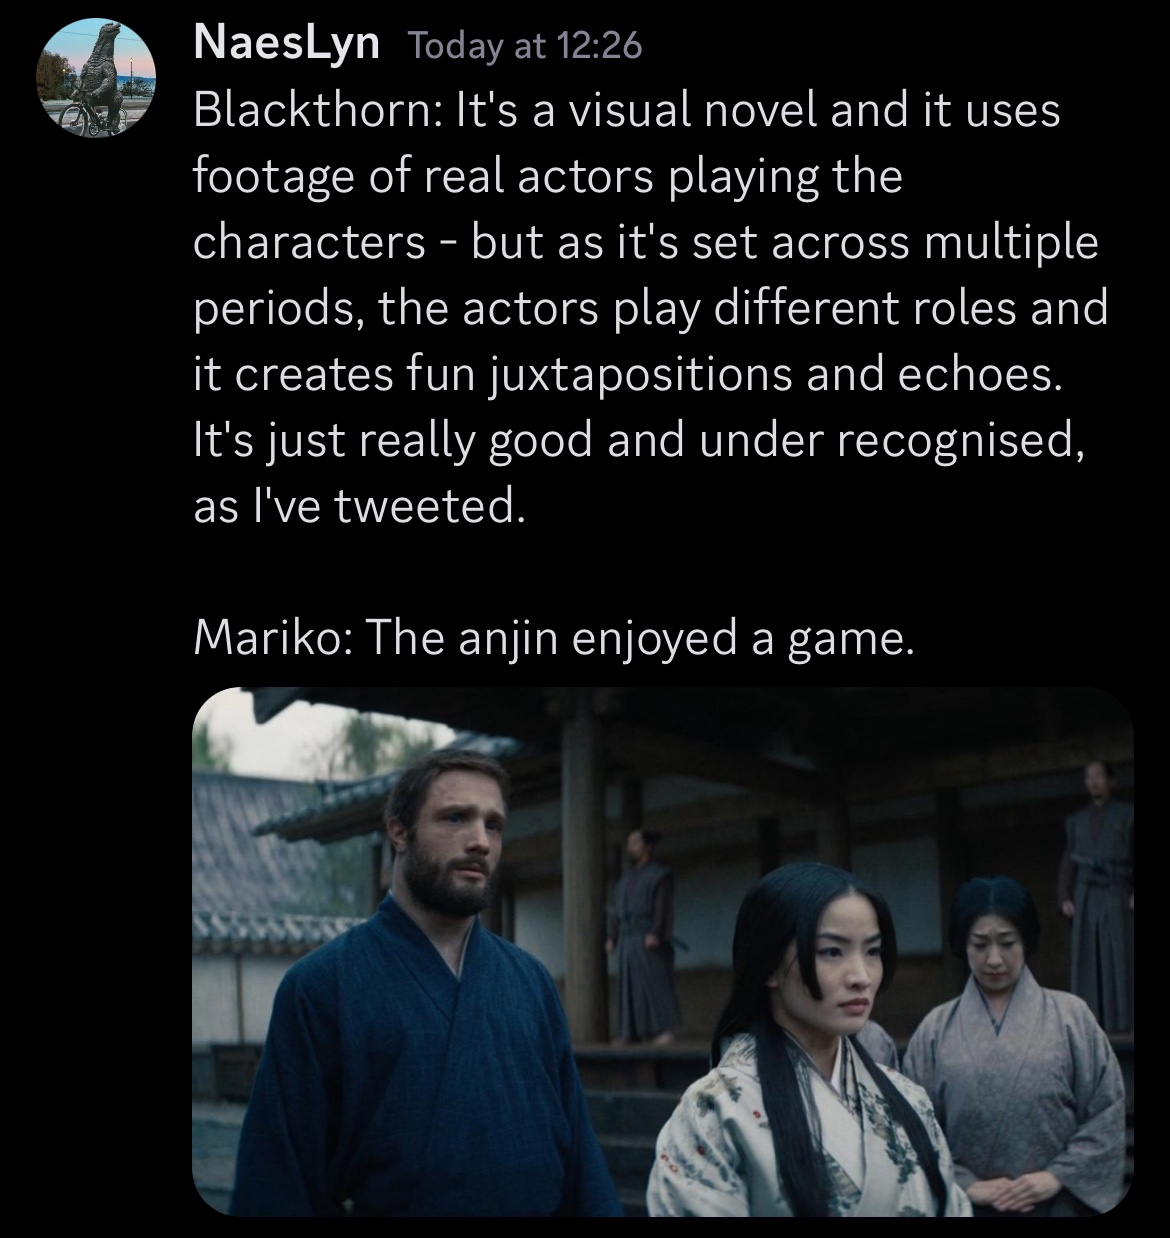 NaesLyn Today at 12:26
Blackthorn: It's a visual novel and it uses
footage of real actors playing the
characters - but as it's set across multiple
periods, the actors play different roles and
it creates fun juxtapositions and echoes.
It's just really good and under recognised,
as I've tweeted.
Mariko: The anjin enjoyed a game.